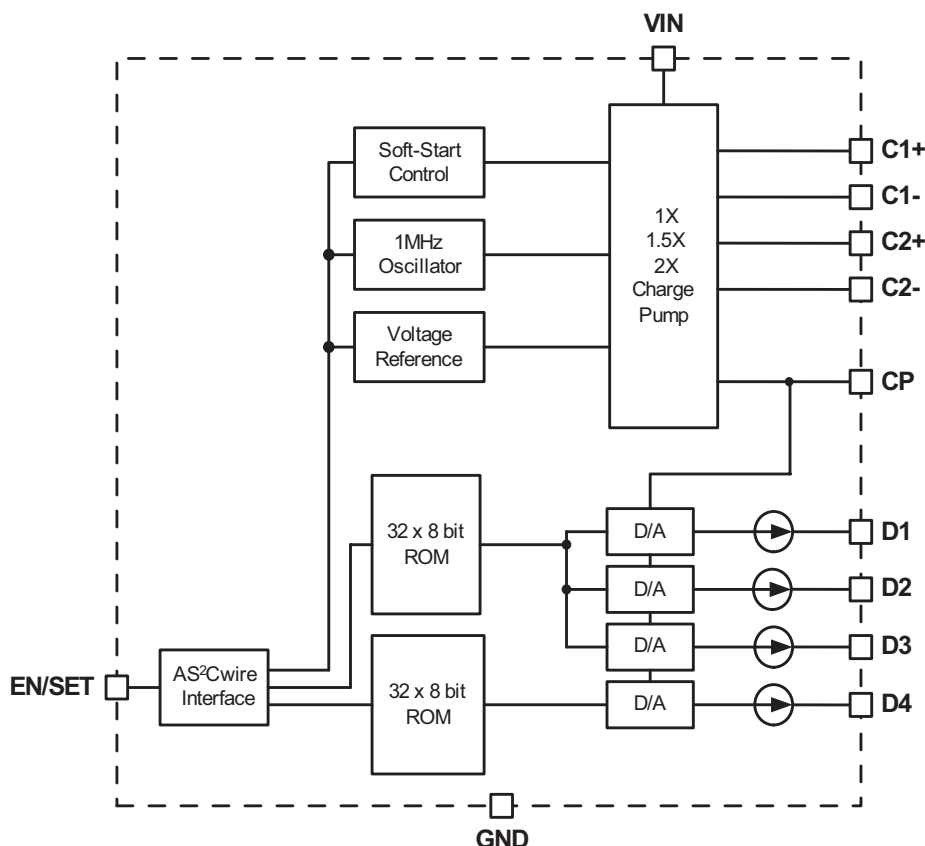 VIN
Soft-Start
Control
1MHz
Oscillator
Voltage
Reference
1X
1.5X
2X
Charge
Pump
C1+
C1-
C2+
C2-
CP
32 x 8 bit
ROM
D/A
D1
D/A
D2
D/A
D3
D/A
D4
EN/SET
AS²Cwire
Interface
32 x 8 bit
ROM
GND